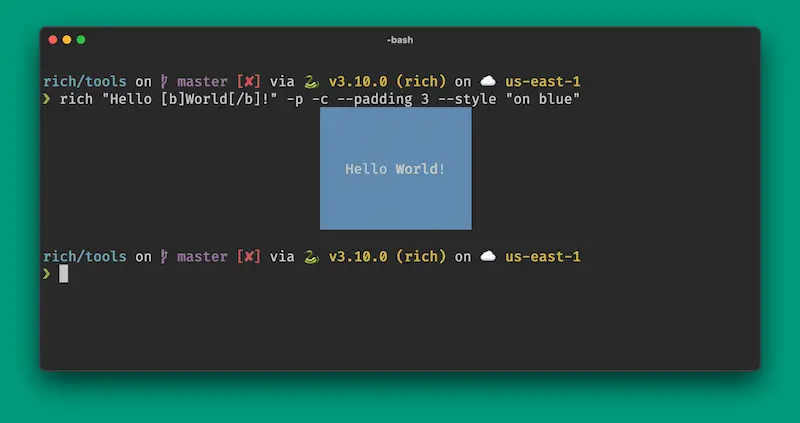 -bash
rich/tools on master [✘] via 🐍 v3.10.0 (rich) on ☁️ us-east-1
❯ rich "Hello [b]World[/b]!" -p -c --padding 3 --style "on blue"
Hello World!
rich/tools on master [✘] via 🐍 v3.10.0 (rich) on ☁️ us-east-1
❯